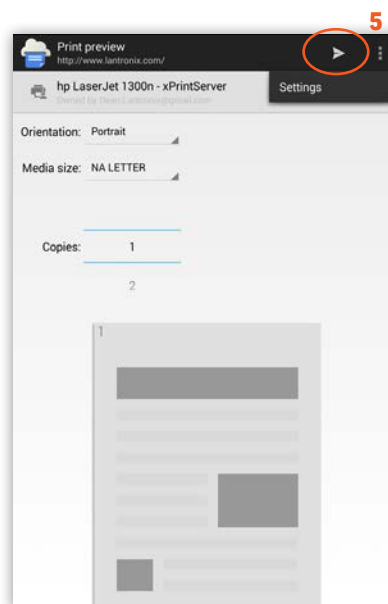 5
Print preview
http://www.lantronix.com/
hp LaserJet 1300n - xPrintServer
Settings
Orientation: Portrait
Media size: NA LETTER
Copies: 1
2
1